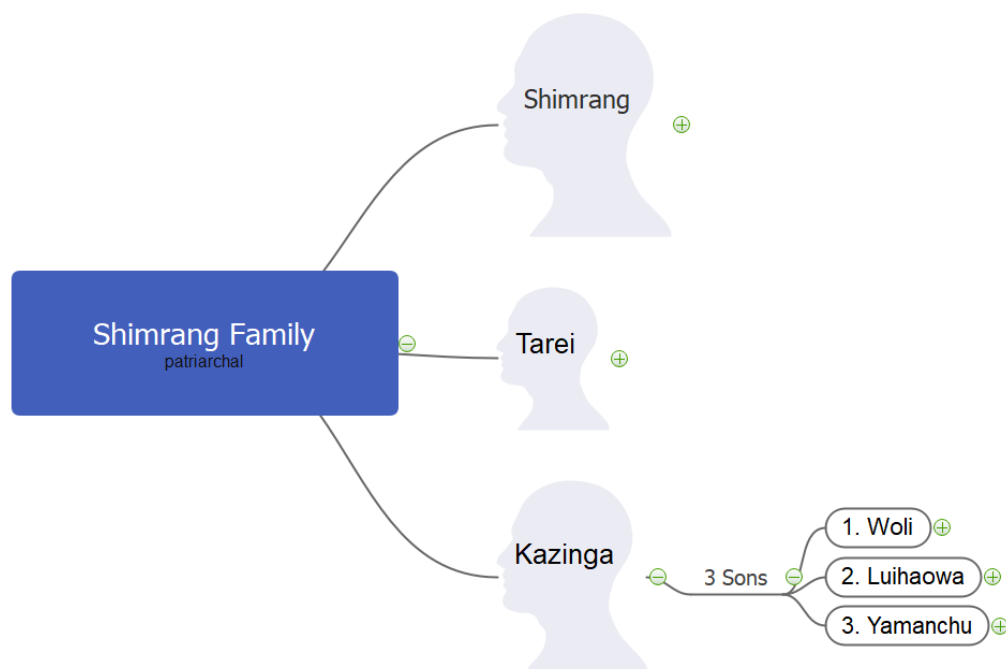 Shimrang
Shimrang Family
patriarchal
Tarei
Kazinga
3 Sons
1. Woli
2. Luihaowa
3. Yamanchu